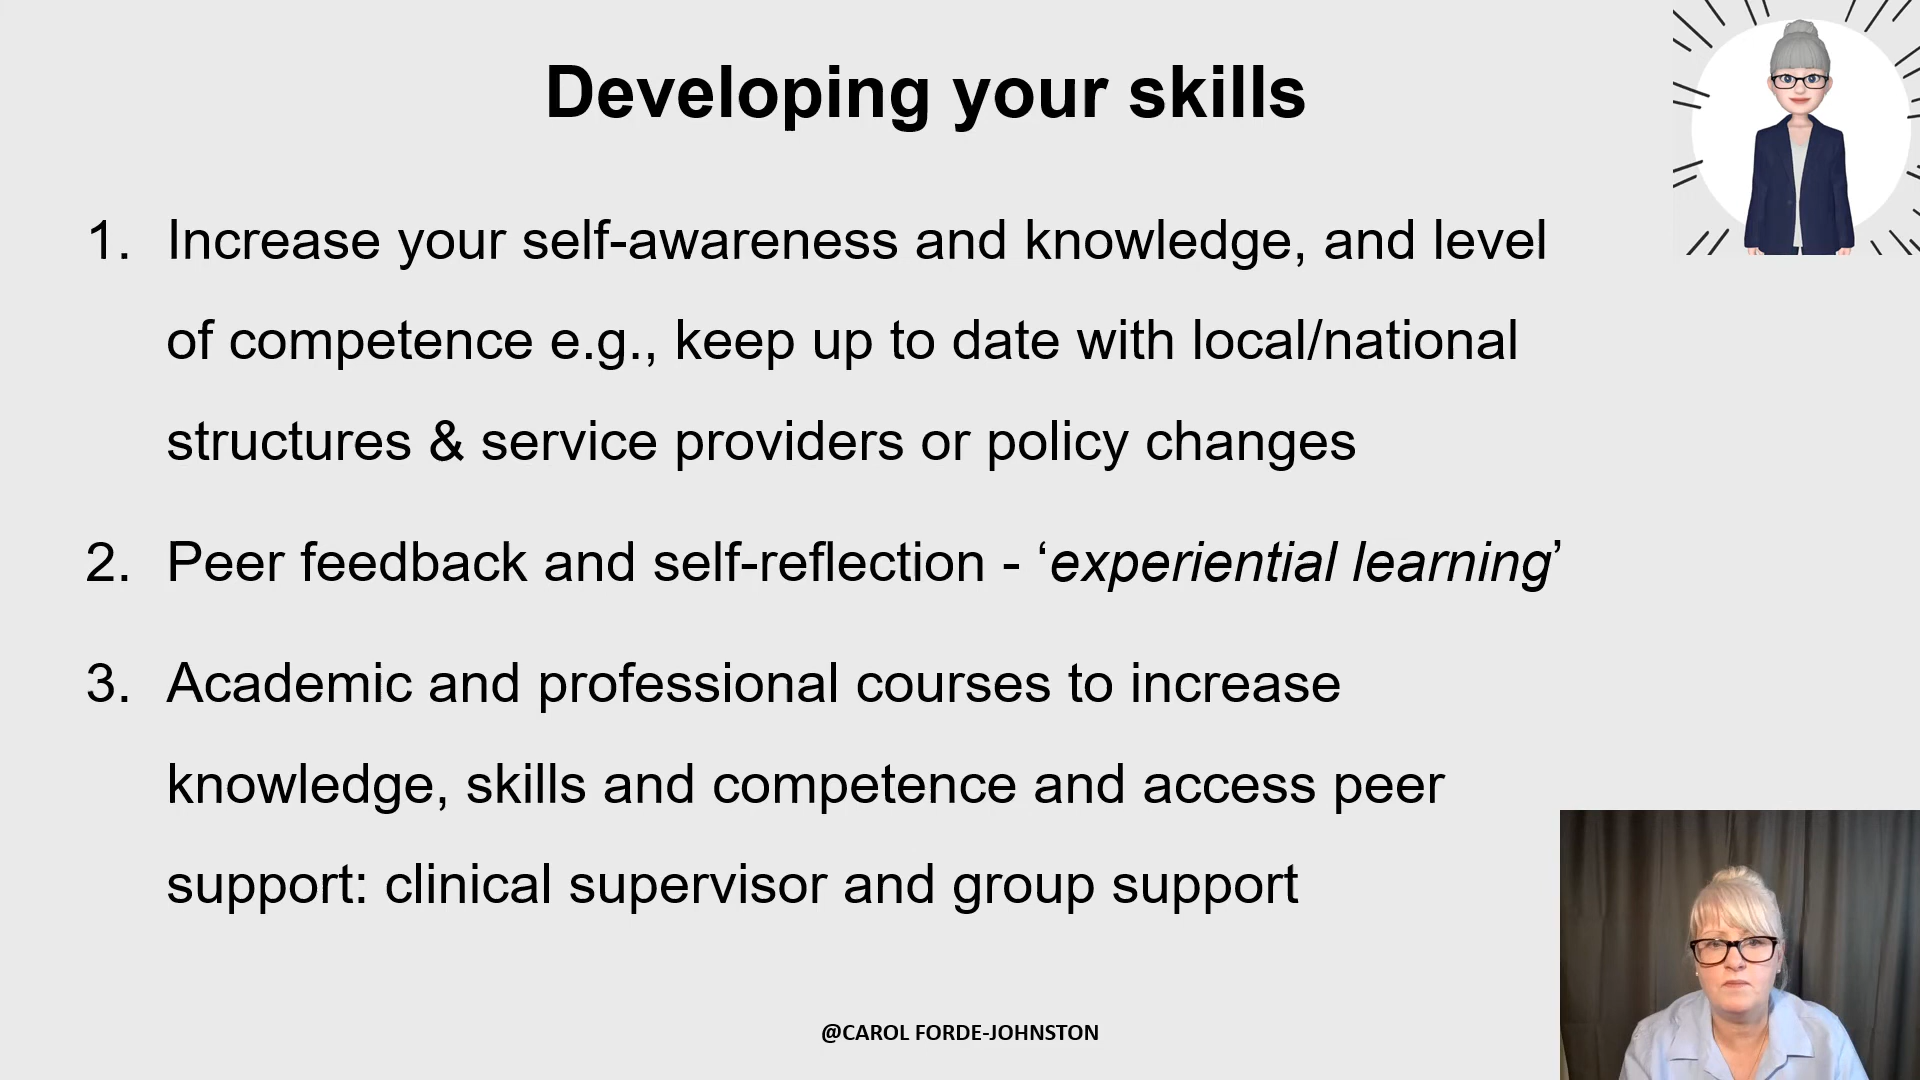 Developing your skills
1. Increase your self-awareness and knowledge, and level
of competence e.g., keep up to date with local/national
structures & service providers or policy changes
2. Peer feedback and self-reflection - ‘experiential learning’
3. Academic and professional courses to increase
knowledge, skills and competence and access peer
support: clinical supervisor and group support
@CAROL FORDE-JOHNSTON